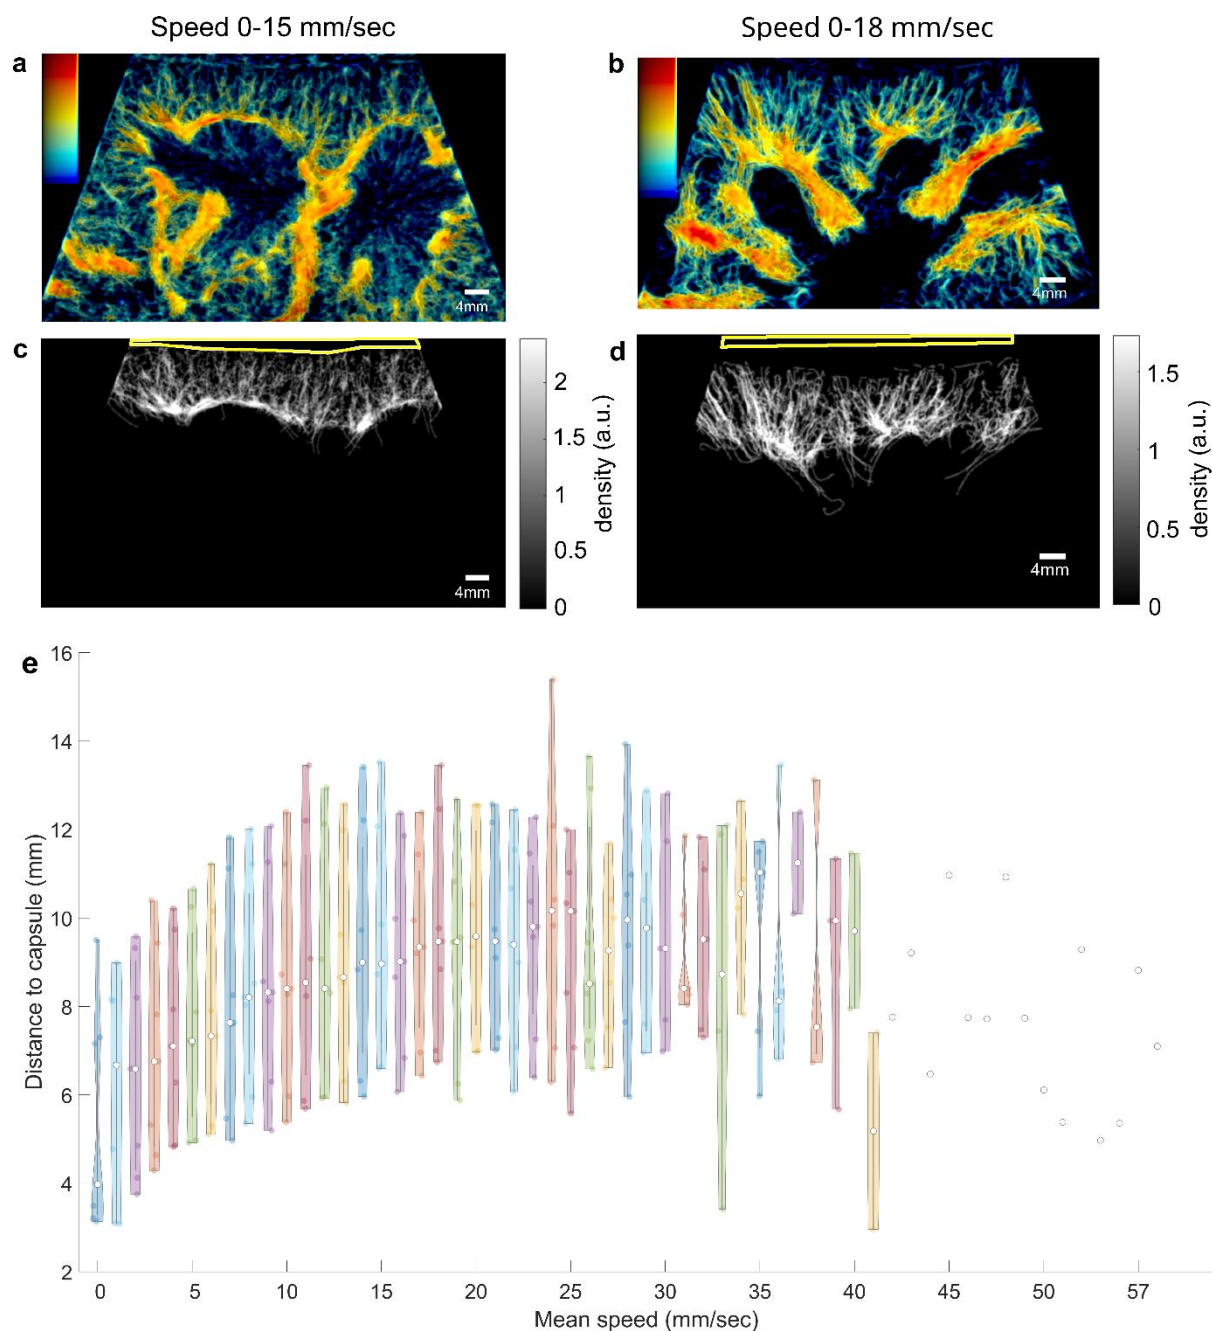 Speed 0-15 mm/sec
Speed 0-18 mm/sec
a
b
4mm
4mm
c
d
2
1.5
1
0.5
0
density (a.u.)
1.5
1
0.5
0
density (a.u.)
4mm
4mm
e
16
14
12
10
8
6
4
2
Distance to capsule (mm)
0 5 10 15 20 25 30 35 40 45 50 57
Mean speed (mm/sec)